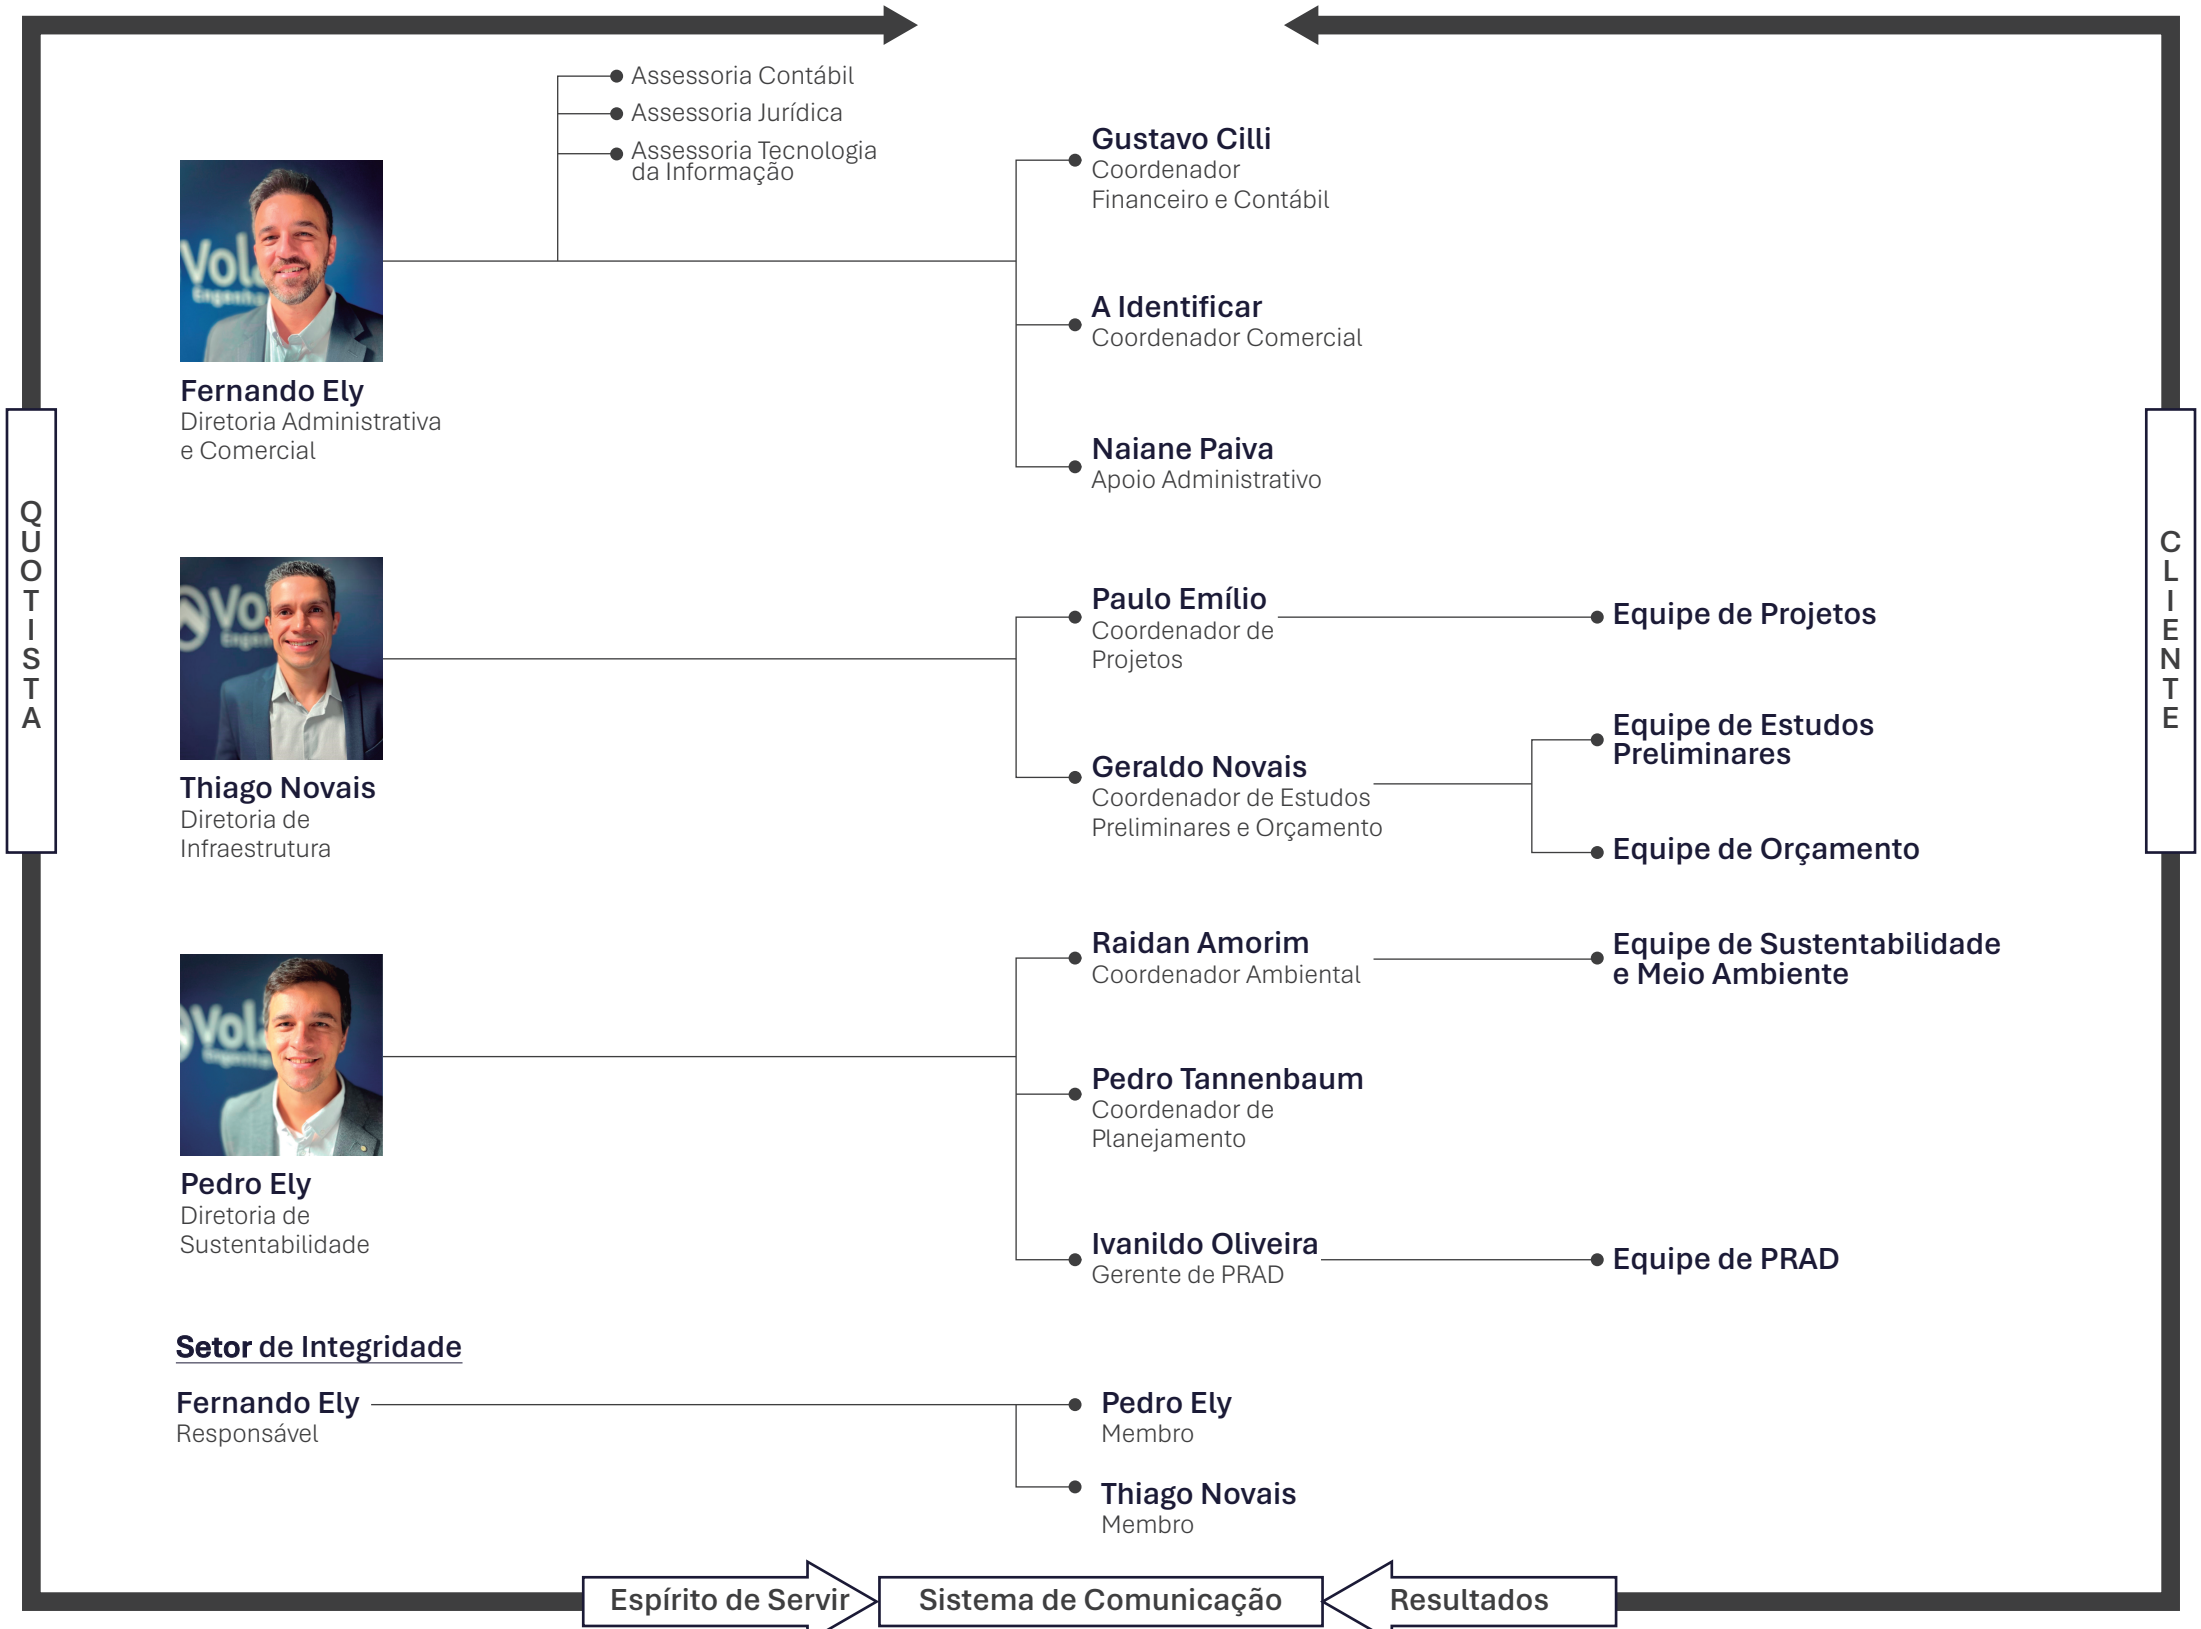 Assessoria Contábil
Assessoria Jurídica
Assessoria Tecnologia
da Informação
Gustavo Cilli
Coordenador
Financeiro e Contábil
A Identificar
Coordenador Comercial
Naiane Paiva
Apoio Administrativo
Fernando Ely
Diretoria Administrativa
e Comercial
QUOTISTA
CLIENTE
Paulo Emílio
Coordenador de
Projetos
Equipe de Projetos
Geraldo Novais
Coordenador de Estudos
Preliminares e Orçamento
Equipe de Estudos
Preliminares
Equipe de Orçamento
Thiago Novais
Diretoria de
Infraestrutura
Raidan Amorim
Coordenador Ambiental
Equipe de Sustentabilidade
e Meio Ambiente
Pedro Tannenbaum
Coordenador de
Planejamento
Ivanildo Oliveira
Gerente de PRAD
Equipe de PRAD
Pedro Ely
Diretoria de
Sustentabilidade
Setor de Integridade
Fernando Ely
Responsável
Pedro Ely
Membro
Thiago Novais
Membro
Espírito de Servir
Sistema de Comunicação
Resultados